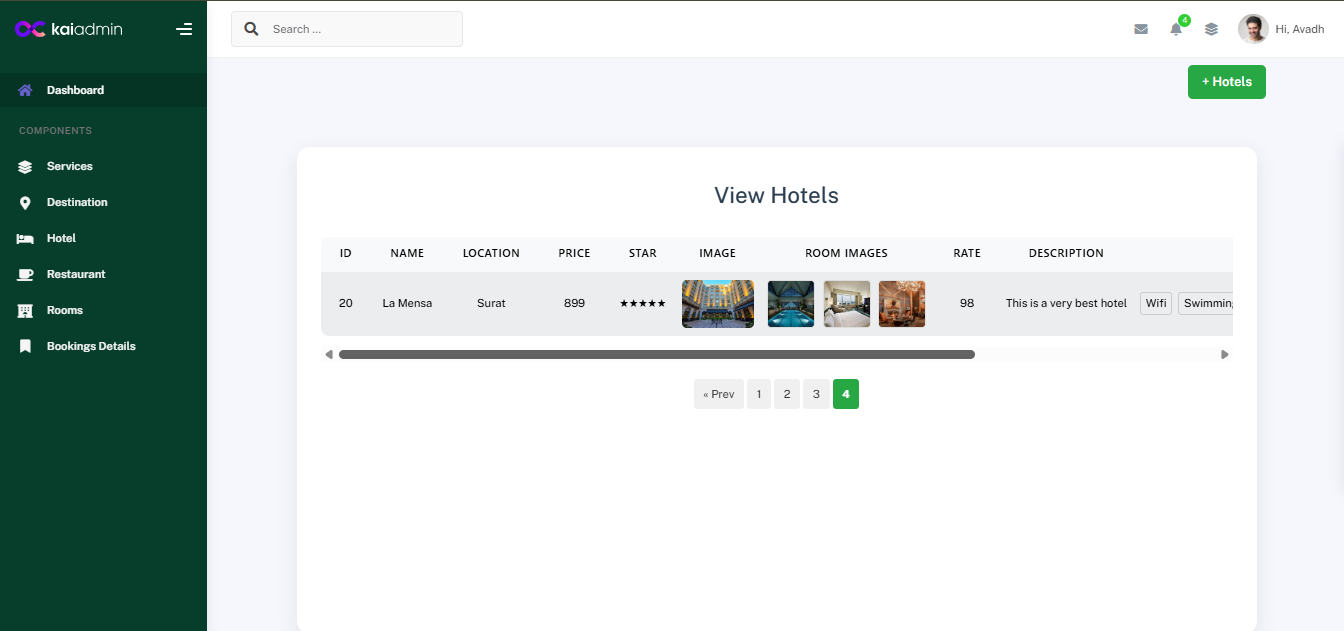 kaiadmin
Search ...
4
Hi, Avadh
Dashboard
+ Hotels
COMPONENTS
Services
Destination
Hotel
Restaurant
Rooms
Bookings Details
View Hotels
ID NAME LOCATION PRICE STAR IMAGE ROOM IMAGES RATE DESCRIPTION
20 La Mensa Surat 899 ★★★★★ 98 This is a very best hotel Wifi Swimming
« Prev 1 2 3 4